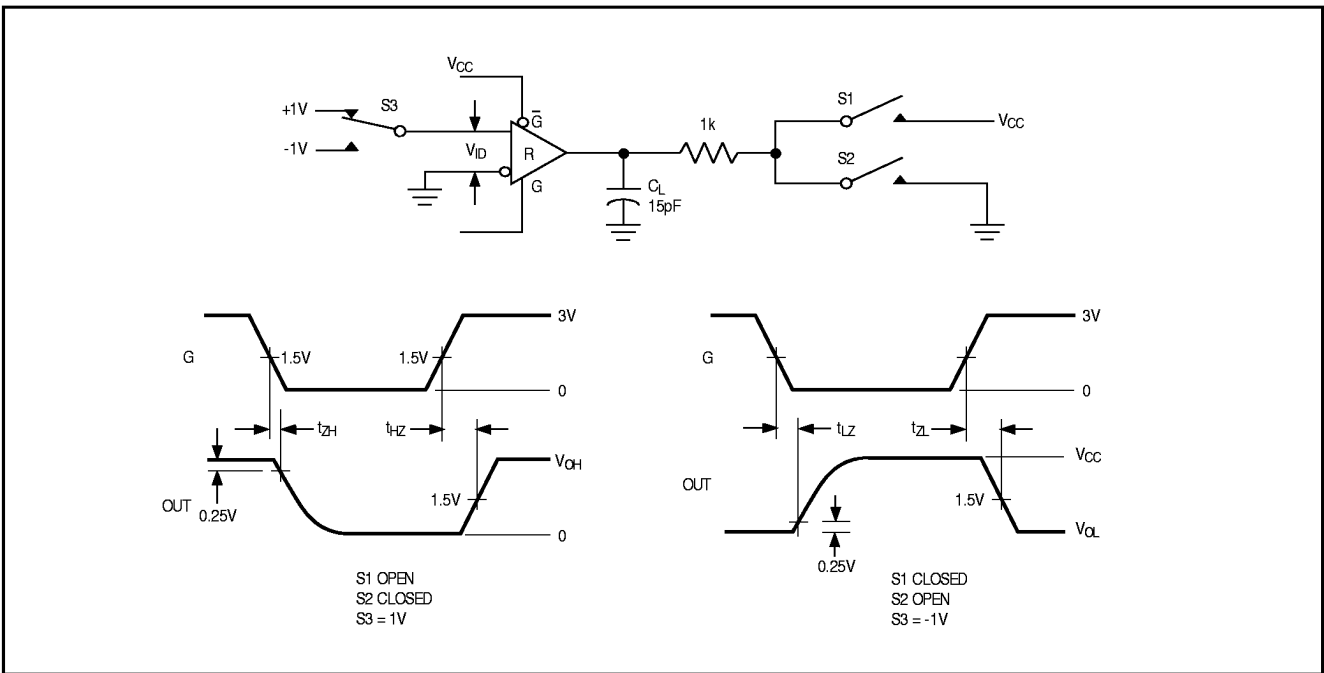 VCC
+1V
S3
G̅
S1
1k
VCC
-1V
VID
R
S2
G
CL
15pF
3V
3V
G
1.5V
1.5V
G
0
0
tZH
tHZ
tLZ
tZL
VOH
VCC
OUT
0.25V
1.5V
OUT
1.5V
0
VOL
0.25V
S1 OPEN
S2 CLOSED
S3 = 1V
S1 CLOSED
S2 OPEN
S3 = -1V